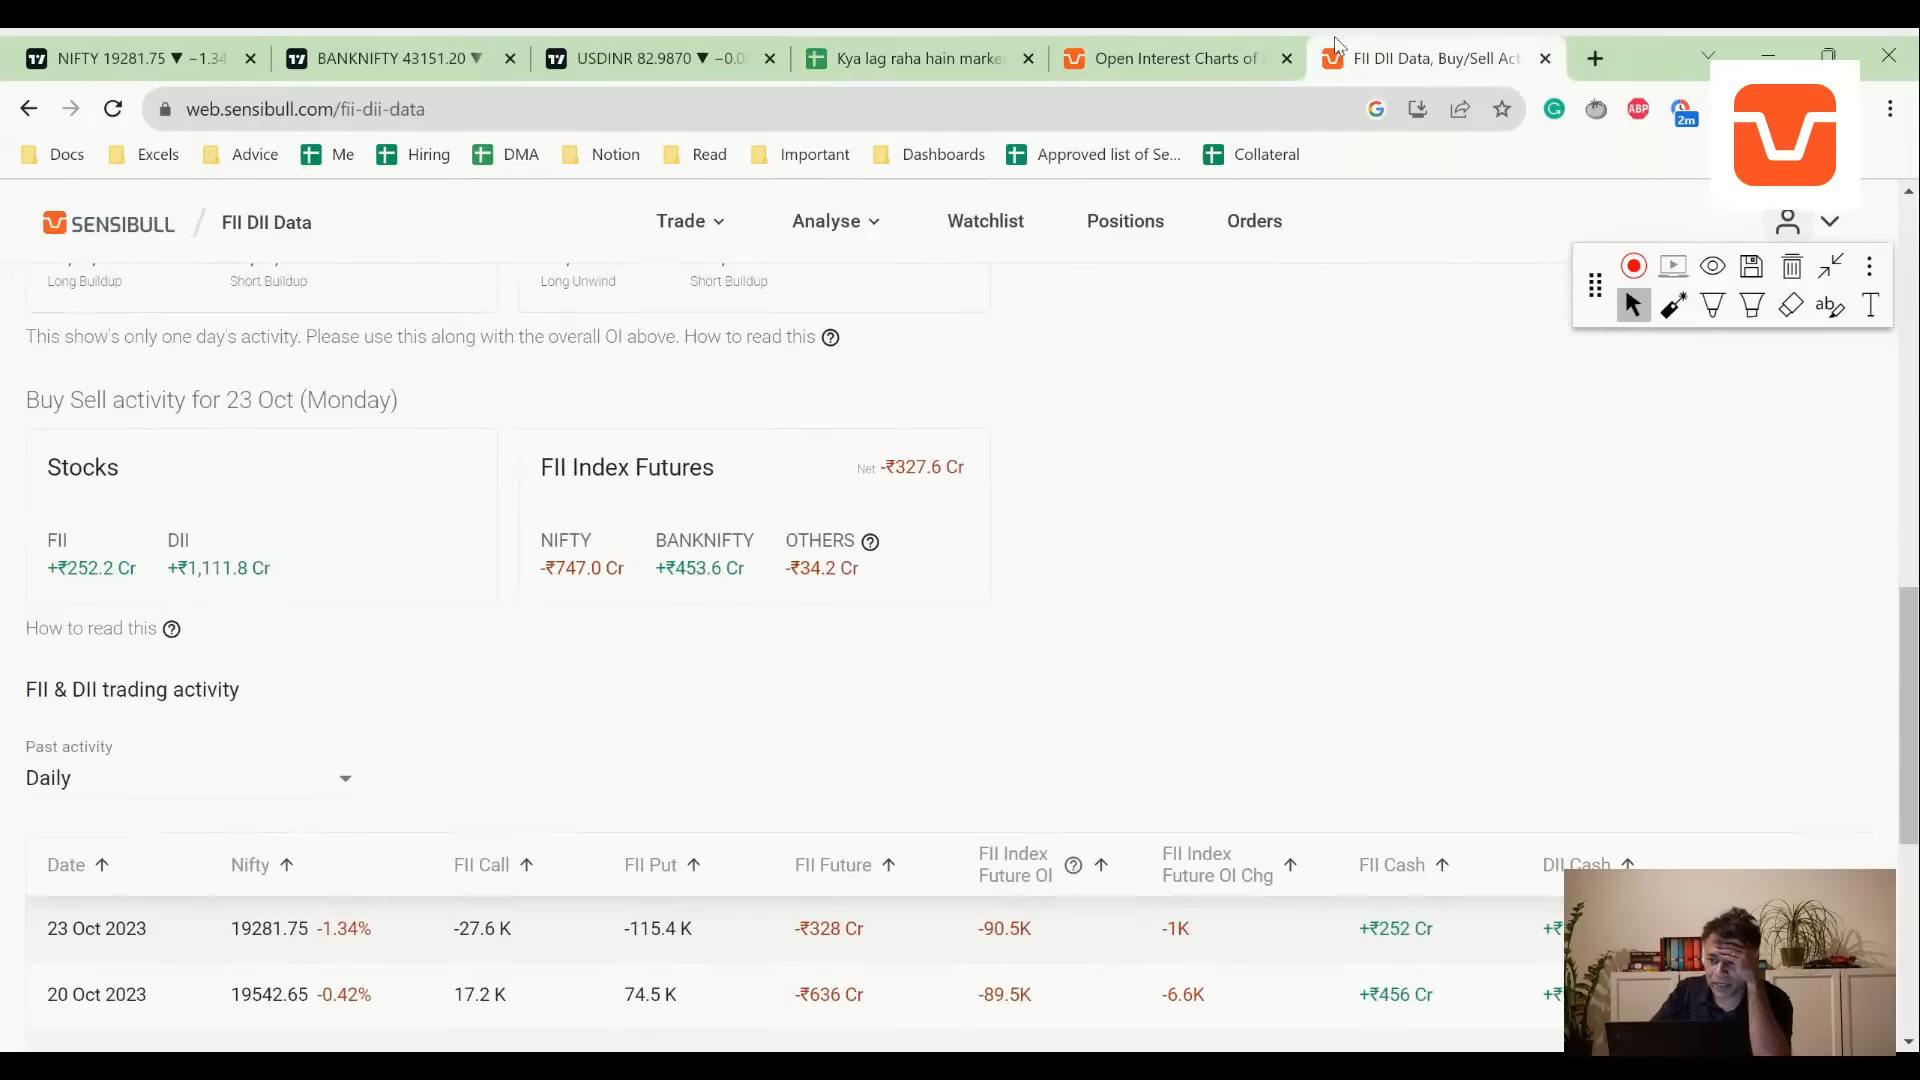 NIFTY 19281.75 ▼ −1.34
BANKNIFTY 43151.20 ▼
USDINR 82.9870 ▼ −0.0
Kya lag raha hain marke
Open Interest Charts of
FII DII Data, Buy/Sell Act
web.sensibull.com/fii-dii-data
ABP
2m
Docs
Excels
Advice
Me
Hiring
DMA
Notion
Read
Important
Dashboards
Approved list of Se...
Collateral
SENSIBULL / FII DII Data
Trade
Analyse
Watchlist
Positions
Orders
Long Buildup
Short Buildup
Long Unwind
Short Buildup
This show's only one day's activity. Please use this along with the overall OI above. How to read this
Buy Sell activity for 23 Oct (Monday)
Stocks
FII Index Futures
Net -₹327.6 Cr
FII
DII
NIFTY
BANKNIFTY
OTHERS
+₹252.2 Cr
+₹1,111.8 Cr
-₹747.0 Cr
+₹453.6 Cr
-₹34.2 Cr
How to read this
FII & DII trading activity
Past activity
Daily
Date
Nifty
FII Call
FII Put
FII Future
FII Index Future OI
FII Index Future OI Chg
FII Cash
DII Cash
23 Oct 2023 19281.75 -1.34% -27.6 K -115.4 K -₹328 Cr -90.5K -1K +₹252 Cr +₹
20 Oct 2023 19542.65 -0.42% 17.2 K 74.5 K -₹636 Cr -89.5K -6.6K +₹456 Cr +₹